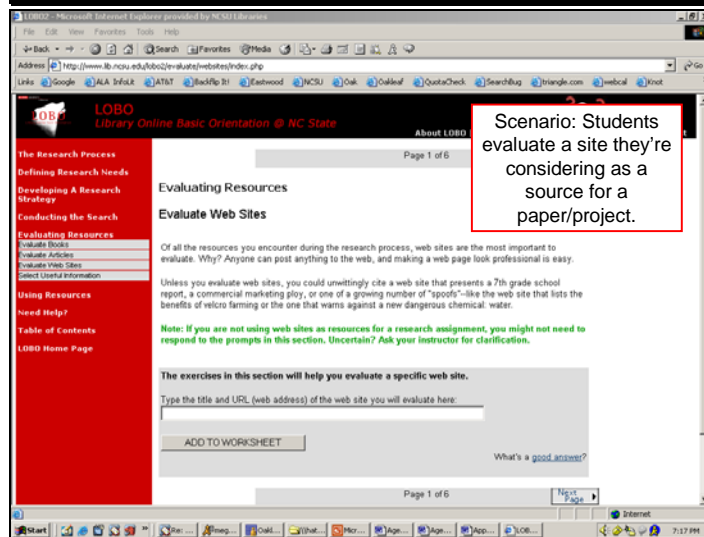 LOBO2 - Microsoft Internet Explorer provided by NCSU Libraries
File Edit View Favorites Tools Help
Back Search Favorites Media
Address http://www.lib.ncsu.edu/lobo2/evaluate/websites/index.php Go
Links Google ALA InfoLit AT&T Backflip It! Eastwood NCSU Oak Oakleaf QuotaCheck SearchBug triangle.com webcal Knot
LOBO
LOBO
Library Online Basic Orientation @ NC State
About LOBO
Scenario: Students
evaluate a site they're
considering as a
source for a
paper/project.
The Research Process
Defining Research Needs
Developing A Research
Strategy
Conducting the Search
Evaluating Resources
Evaluate Books
Evaluate Articles
Evaluate Web Sites
Select Useful Information
Using Resources
Need Help?
Table of Contents
LOBO Home Page
Page 1 of 6
Evaluating Resources
Evaluate Web Sites
Of all the resources you encounter during the research process, web sites are the most important to
evaluate. Why? Anyone can post anything to the web, and making a web page look professional is easy.
Unless you evaluate web sites, you could unwittingly cite a web site that presents a 7th grade school
report, a commercial marketing ploy, or one of a growing number of "spoofs"--like the web site that lists the
benefits of velcro farming or the one that warns against a new dangerous chemical: water.
Note: If you are not using web sites as resources for a research assignment, you might not need to
respond to the prompts in this section. Uncertain? Ask your instructor for clarification.
The exercises in this section will help you evaluate a specific web site.
Type the title and URL (web address) of the web site you will evaluate here:
ADD TO WORKSHEET
What's a good answer?
Page 1 of 6
Next
Page
Internet
Start Re: ... meg... Oakl... \\that... Micr... Age... Age... App... LOB... 7:17 PM